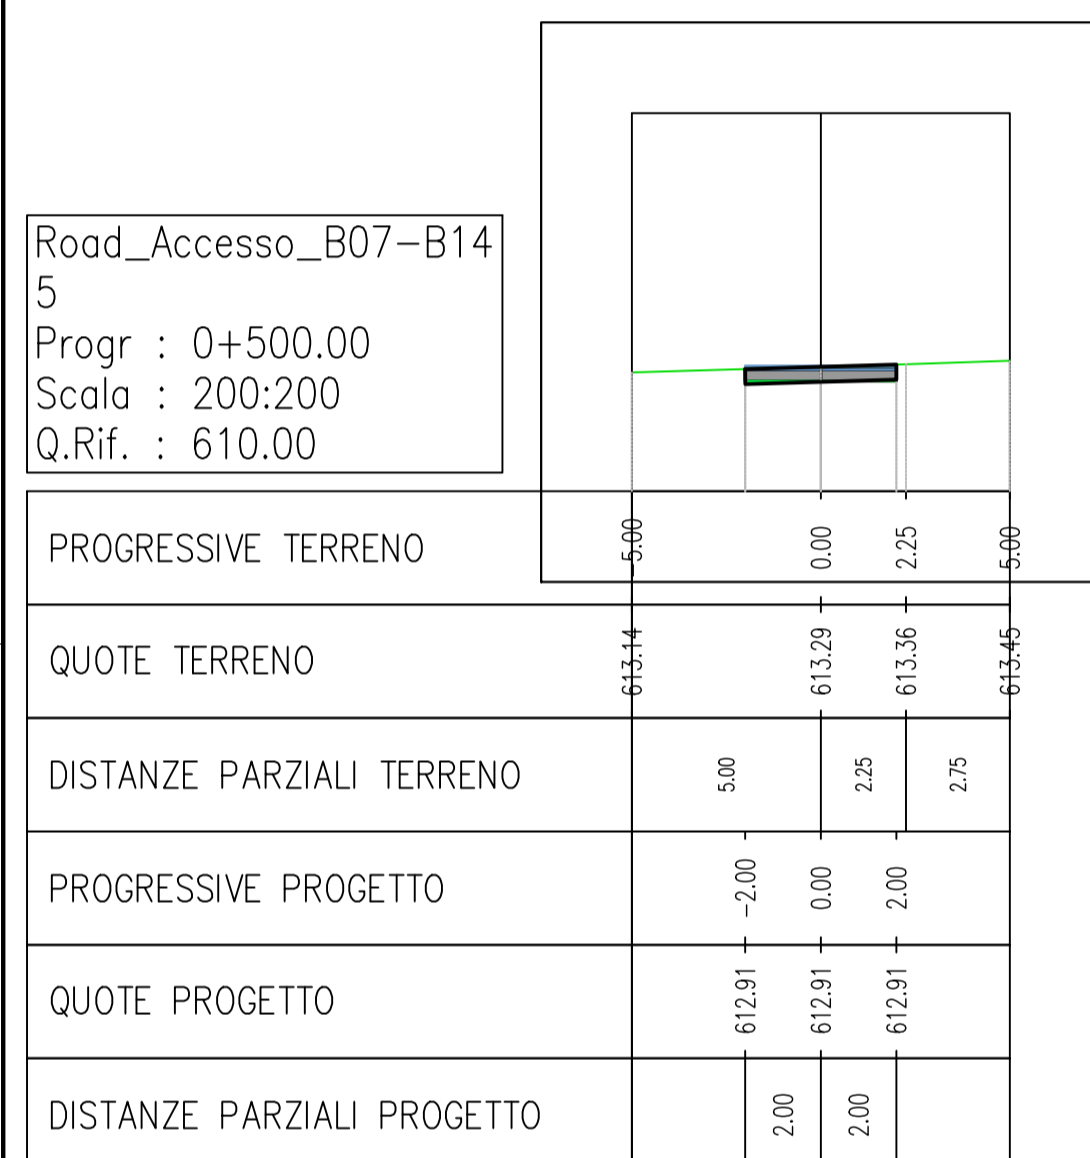 Road_Accesso_B07-B14
5
Progr : 0+500.00
Scala : 200:200
Q.Rif. : 610.00
PROGRESSIVE TERRENO -5.00 0.00 2.25 5.00
QUOTE TERRENO 613.14 613.29 613.36 613.45
DISTANZE PARZIALI TERRENO 5.00 2.25 2.75
PROGRESSIVE PROGETTO -2.00 0.00 2.00
QUOTE PROGETTO 612.91 612.91 612.91
DISTANZE PARZIALI PROGETTO 2.00 2.00